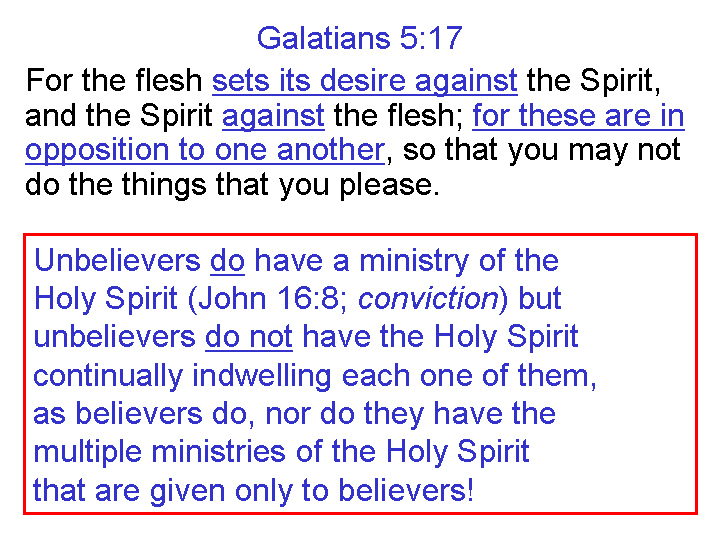 Galatians 5:17
For the flesh sets its desire against the Spirit,
and the Spirit against the flesh; for these are in
opposition to one another, so that you may not
do the things that you please.
Unbelievers do have a ministry of the
Holy Spirit (John 16:8; conviction) but
unbelievers do not have the Holy Spirit
continually indwelling each one of them,
as believers do, nor do they have the
multiple ministries of the Holy Spirit
that are given only to believers!